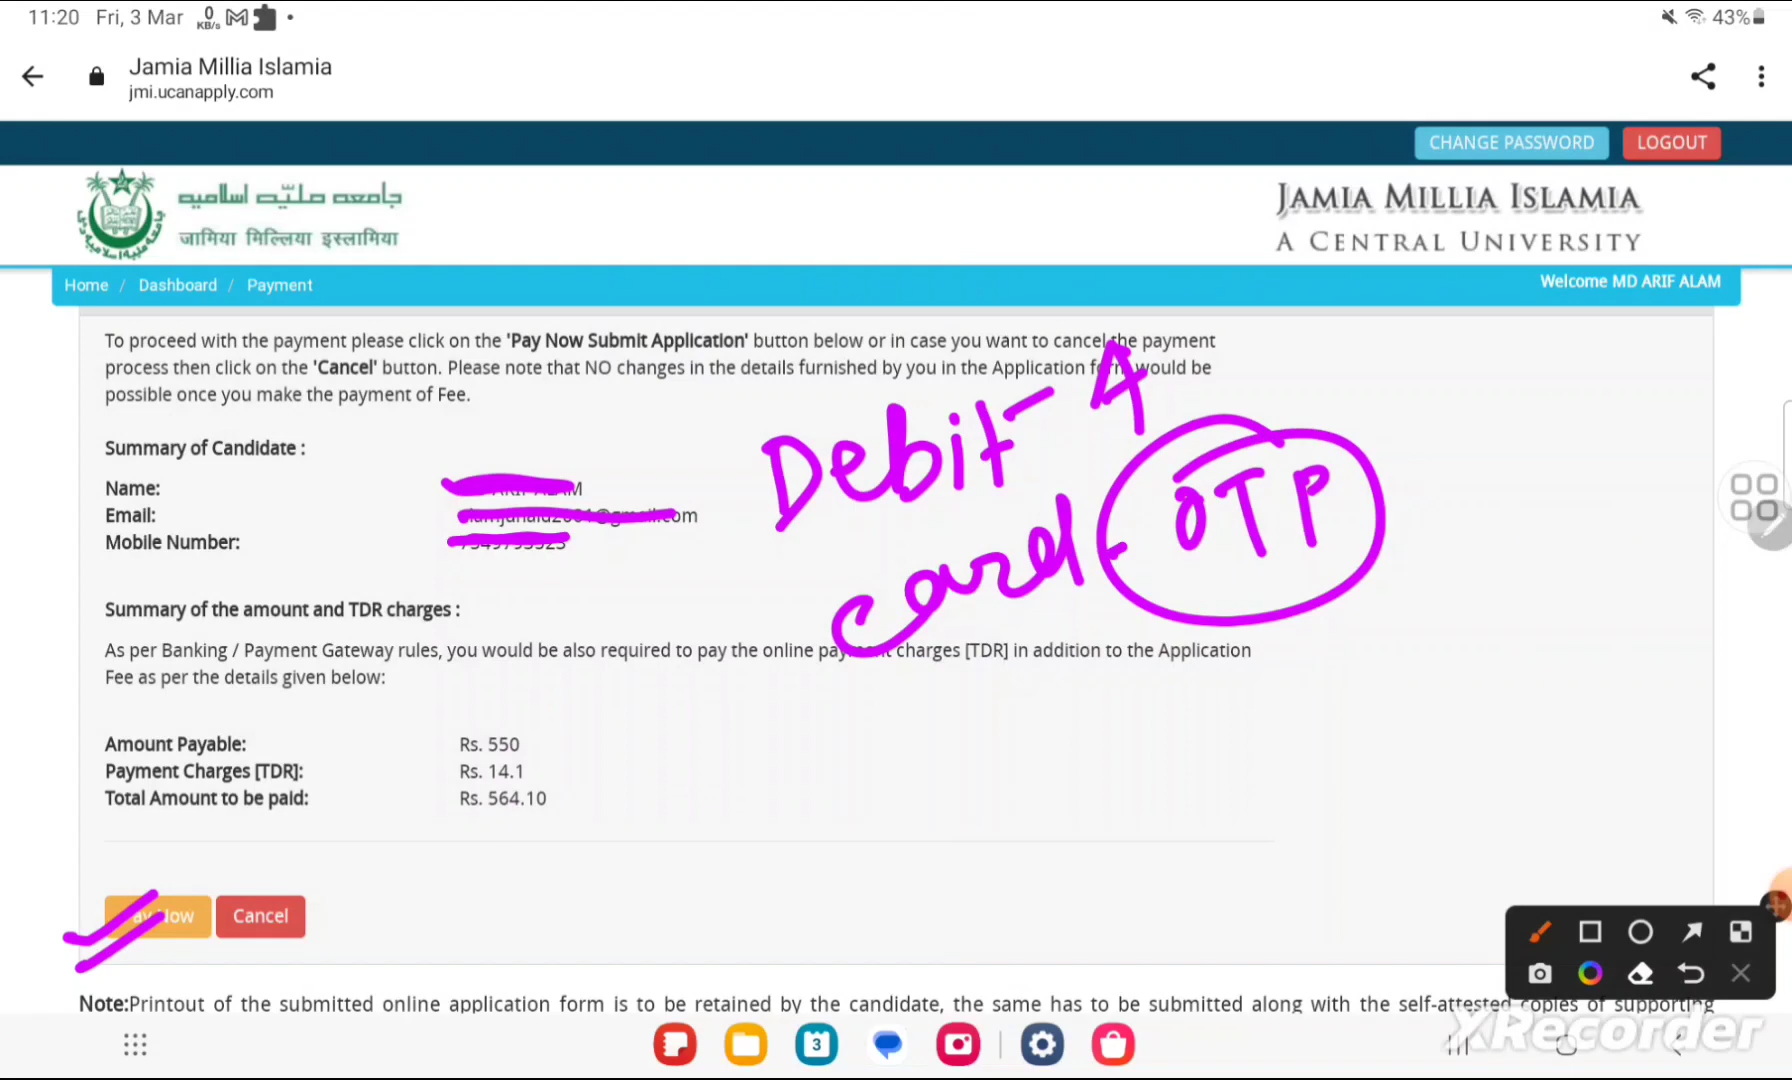 11:20 Fri, 3 Mar 0 KB/s 43%
Jamia Millia Islamia
jmi.ucanapply.com
CHANGE PASSWORD LOGOUT
جامعہ ملیّہ اسلامیہ
जामिया मिल्लिया इस्लामिया
JAMIA MILLIA ISLAMIA
A CENTRAL UNIVERSITY
Home / Dashboard / Payment
Welcome MD ARIF ALAM
To proceed with the payment please click on the 'Pay Now Submit Application' button below or in case you want to cancel the payment
process then click on the 'Cancel' button. Please note that NO changes in the details furnished by you in the Application form would be
possible once you make the payment of Fee.
Debit
card
OTP
Summary of Candidate :
Name:
Email:
Mobile Number:
Summary of the amount and TDR charges :
As per Banking / Payment Gateway rules, you would be also required to pay the online payment charges [TDR] in addition to the Application
Fee as per the details given below:
Amount Payable: Rs. 550
Payment Charges [TDR]: Rs. 14.1
Total Amount to be paid: Rs. 564.10
Pay Now Cancel
Note:Printout of the submitted online application form is to be retained by the candidate, the same has to be submitted along with the self-attested copies of supporting
3
XRecorder